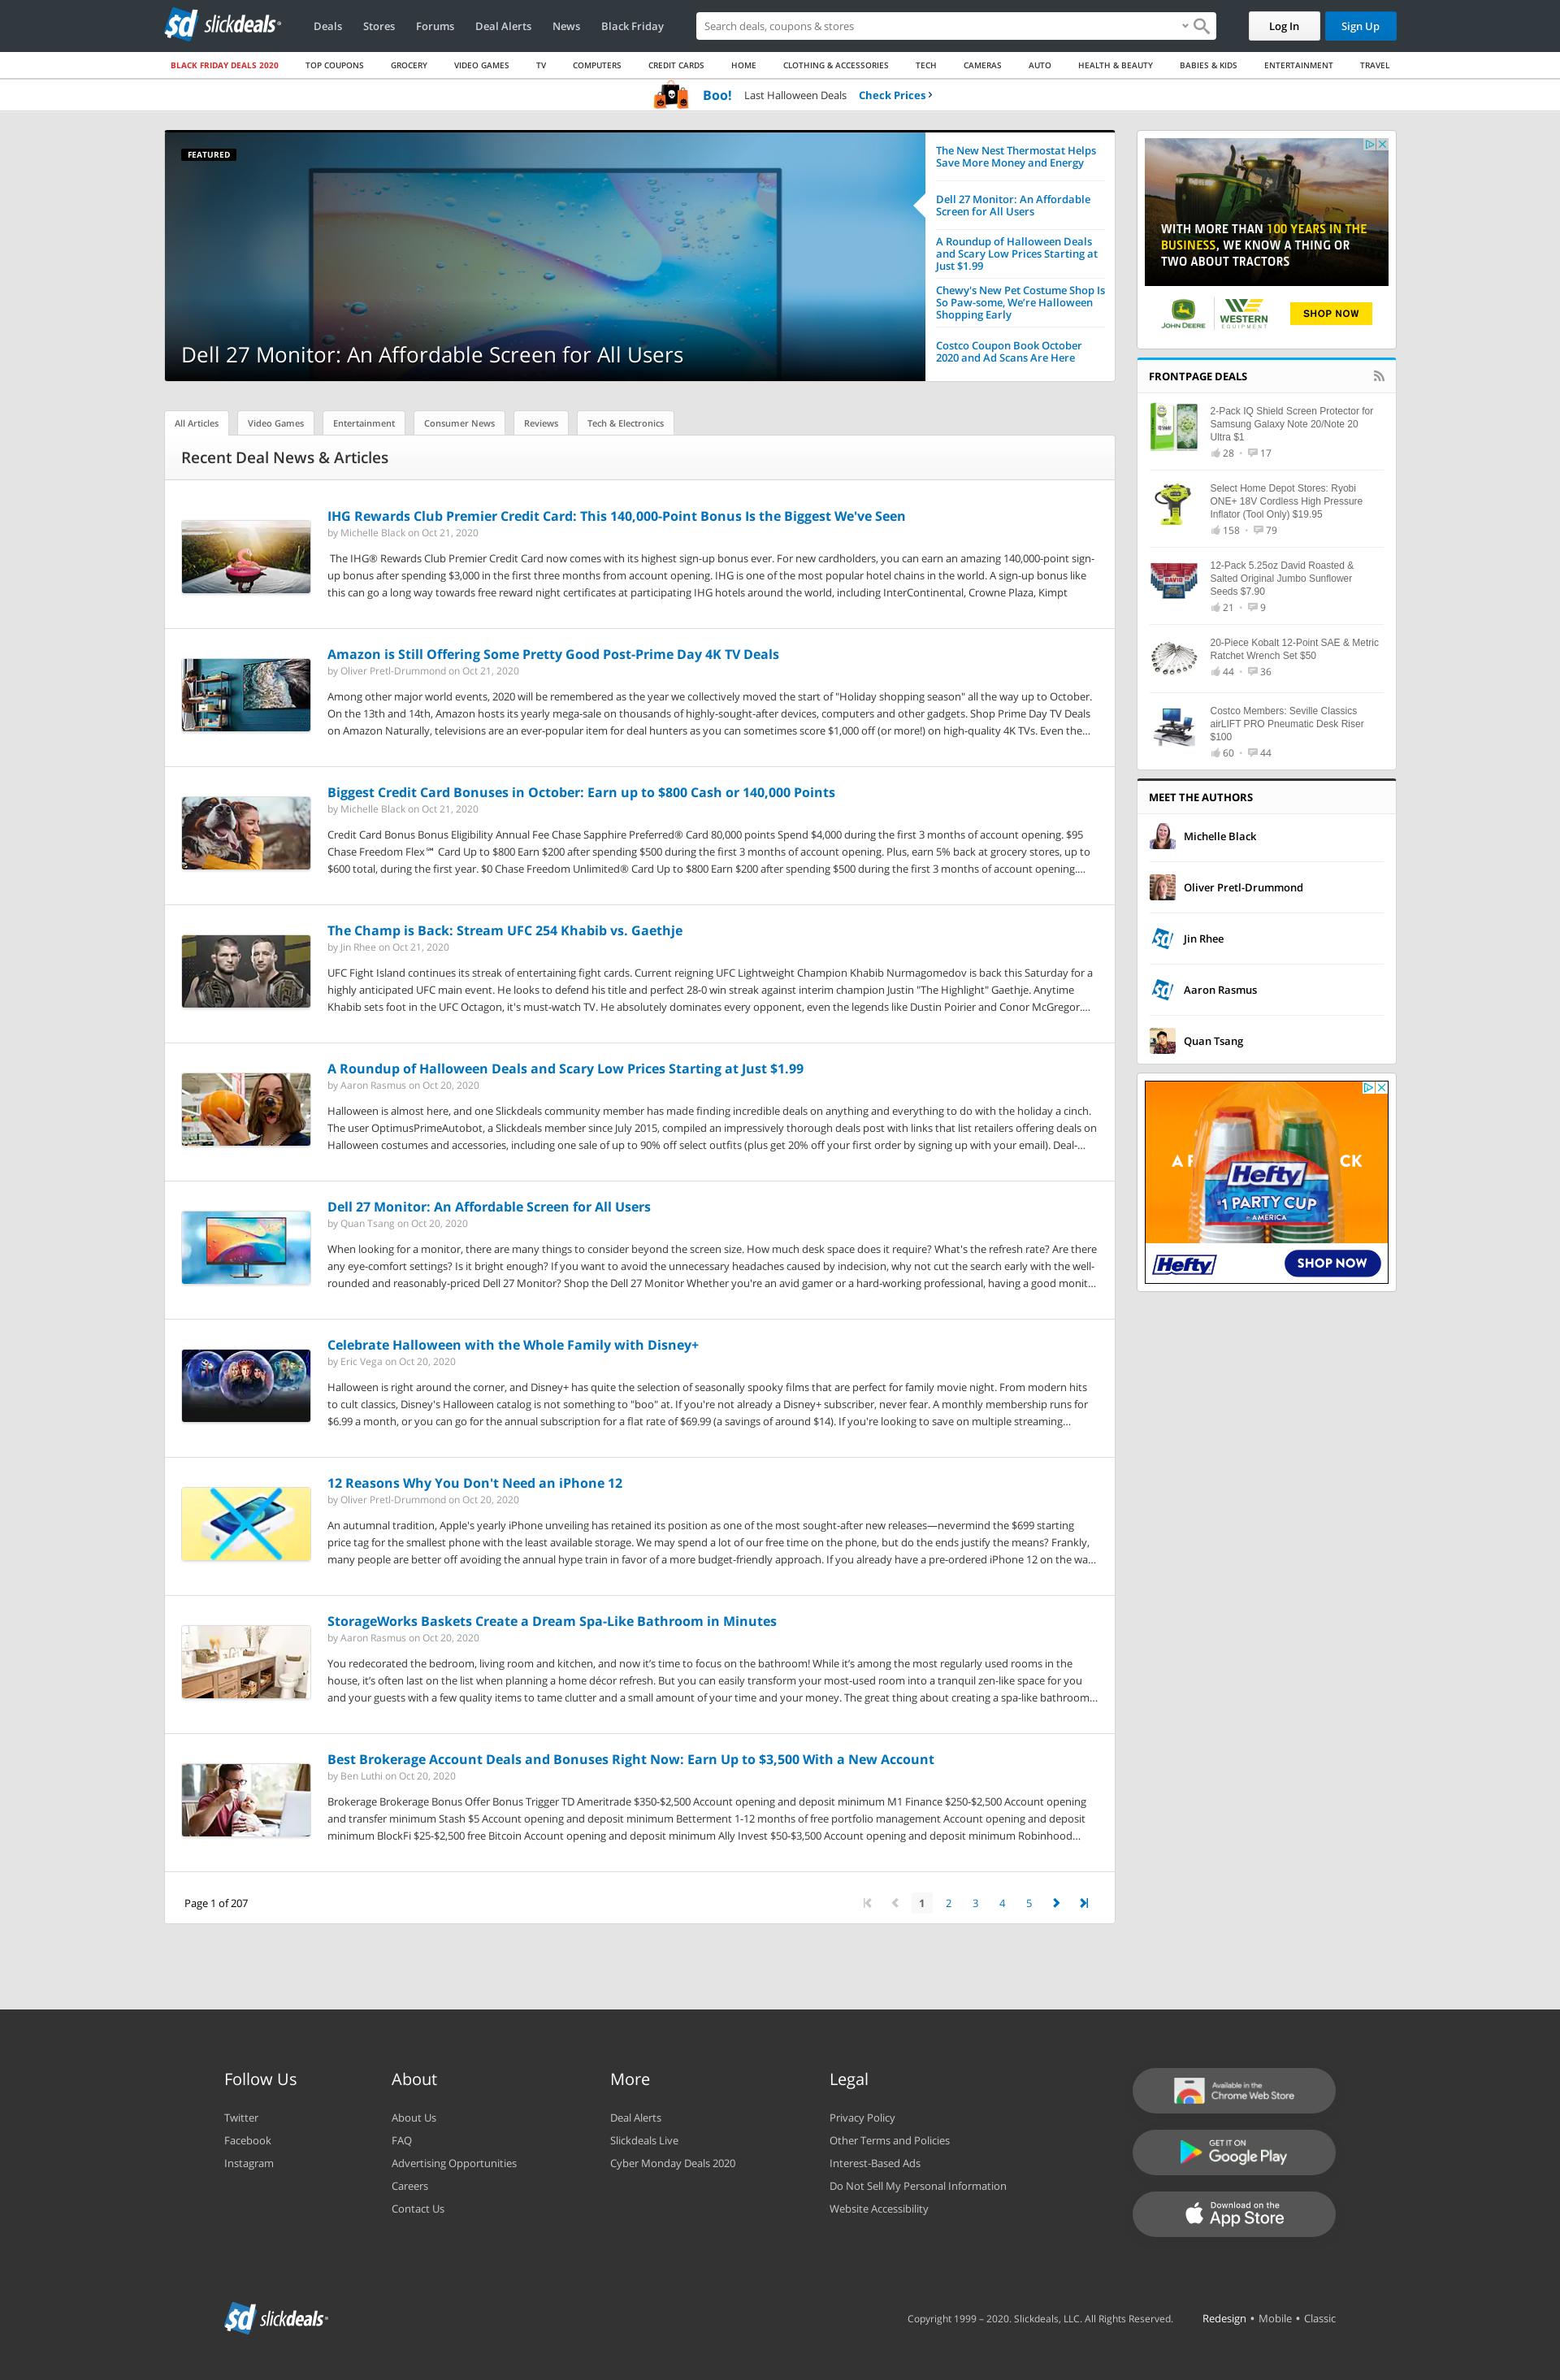 sd slickdeals
Deals
Stores
Forums
Deal Alerts
News
Black Friday
Search deals, coupons & stores
Log In
Sign Up
BLACK FRIDAY DEALS 2020
TOP COUPONS
GROCERY
VIDEO GAMES
TV
COMPUTERS
CREDIT CARDS
HOME
CLOTHING & ACCESSORIES
TECH
CAMERAS
AUTO
HEALTH & BEAUTY
BABIES & KIDS
ENTERTAINMENT
TRAVEL
Boo! Last Halloween Deals Check Prices ›
FEATURED
Dell 27 Monitor: An Affordable Screen for All Users
The New Nest Thermostat Helps
Save More Money and Energy
Dell 27 Monitor: An Affordable
Screen for All Users
A Roundup of Halloween Deals
and Scary Low Prices Starting at
Just $1.99
Chewy's New Pet Costume Shop Is
So Paw-some, We're Halloween
Shopping Early
Costco Coupon Book October
2020 and Ad Scans Are Here
All Articles
Video Games
Entertainment
Consumer News
Reviews
Tech & Electronics
Recent Deal News & Articles
IHG Rewards Club Premier Credit Card: This 140,000-Point Bonus Is the Biggest We've Seen
by Michelle Black on Oct 21, 2020
The IHG® Rewards Club Premier Credit Card now comes with its highest sign-up bonus ever. For new cardholders, you can earn an amazing 140,000-point sign-
up bonus after spending $3,000 in the first three months from account opening. IHG is one of the most popular hotel chains in the world. A sign-up bonus like
this can go a long way towards free reward night certificates at participating IHG hotels around the world, including InterContinental, Crowne Plaza, Kimpt
Amazon is Still Offering Some Pretty Good Post-Prime Day 4K TV Deals
by Oliver Pretl-Drummond on Oct 21, 2020
Among other major world events, 2020 will be remembered as the year we collectively moved the start of "Holiday shopping season" all the way up to October.
On the 13th and 14th, Amazon hosts its yearly mega-sale on thousands of highly-sought-after devices, computers and other gadgets. Shop Prime Day TV Deals
on Amazon Naturally, televisions are an ever-popular item for deal hunters as you can sometimes score $1,000 off (or more!) on high-quality 4K TVs. Even the...
Biggest Credit Card Bonuses in October: Earn up to $800 Cash or 140,000 Points
by Michelle Black on Oct 21, 2020
Credit Card Bonus Bonus Eligibility Annual Fee Chase Sapphire Preferred® Card 80,000 points Spend $4,000 during the first 3 months of account opening. $95
Chase Freedom Flex℠ Card Up to $800 Earn $200 after spending $500 during the first 3 months of account opening. Plus, earn 5% back at grocery stores, up to
$600 total, during the first year. $0 Chase Freedom Unlimited® Card Up to $800 Earn $200 after spending $500 during the first 3 months of account opening....
The Champ is Back: Stream UFC 254 Khabib vs. Gaethje
by Jin Rhee on Oct 21, 2020
UFC Fight Island continues its streak of entertaining fight cards. Current reigning UFC Lightweight Champion Khabib Nurmagomedov is back this Saturday for a
highly anticipated UFC main event. He looks to defend his title and perfect 28-0 win streak against interim champion Justin "The Highlight" Gaethje. Anytime
Khabib sets foot in the UFC Octagon, it's must-watch TV. He absolutely dominates every opponent, even the legends like Dustin Poirier and Conor McGregor....
A Roundup of Halloween Deals and Scary Low Prices Starting at Just $1.99
by Aaron Rasmus on Oct 20, 2020
Halloween is almost here, and one Slickdeals community member has made finding incredible deals on anything and everything to do with the holiday a cinch.
The user OptimusPrimeAutobot, a Slickdeals member since July 2015, compiled an impressively thorough deals post with links that list retailers offering deals on
Halloween costumes and accessories, including one sale of up to 90% off select outfits (plus get 20% off your first order by signing up with your email). Deal-...
Dell 27 Monitor: An Affordable Screen for All Users
by Quan Tsang on Oct 20, 2020
When looking for a monitor, there are many things to consider beyond the screen size. How much desk space does it require? What's the refresh rate? Are there
any eye-comfort settings? Is it bright enough? If you want to avoid the unnecessary headaches caused by indecision, why not cut the search early with the well-
rounded and reasonably-priced Dell 27 Monitor? Shop the Dell 27 Monitor Whether you're an avid gamer or a hard-working professional, having a good monit...
Celebrate Halloween with the Whole Family with Disney+
by Eric Vega on Oct 20, 2020
Halloween is right around the corner, and Disney+ has quite the selection of seasonally spooky films that are perfect for family movie night. From modern hits
to cult classics, Disney's Halloween catalog is not something to "boo" at. If you're not already a Disney+ subscriber, never fear. A monthly membership runs for
$6.99 a month, or you can go for the annual subscription for a flat rate of $69.99 (a savings of around $14). If you're looking to save on multiple streaming...
12 Reasons Why You Don't Need an iPhone 12
by Oliver Pretl-Drummond on Oct 20, 2020
An autumnal tradition, Apple's yearly iPhone unveiling has retained its position as one of the most sought-after new releases—nevermind the $699 starting
price tag for the smallest phone with the least available storage. We may spend a lot of our free time on the phone, but do the ends justify the means? Frankly,
many people are better off avoiding the annual hype train in favor of a more budget-friendly approach. If you already have a pre-ordered iPhone 12 on the wa...
StorageWorks Baskets Create a Dream Spa-Like Bathroom in Minutes
by Aaron Rasmus on Oct 20, 2020
You redecorated the bedroom, living room and kitchen, and now it's time to focus on the bathroom! While it's among the most regularly used rooms in the
house, it's often last on the list when planning a home décor refresh. But you can easily transform your most-used room into a tranquil zen-like space for you
and your guests with a few quality items to tame clutter and a small amount of your time and your money. The great thing about creating a spa-like bathroom...
Best Brokerage Account Deals and Bonuses Right Now: Earn Up to $3,500 With a New Account
by Ben Luthi on Oct 20, 2020
Brokerage Brokerage Bonus Offer Bonus Trigger TD Ameritrade $350-$2,500 Account opening and deposit minimum M1 Finance $250-$2,500 Account opening
and transfer minimum Stash $5 Account opening and deposit minimum Betterment 1-12 months of free portfolio management Account opening and deposit
minimum BlockFi $25-$2,500 free Bitcoin Account opening and deposit minimum Ally Invest $50-$3,500 Account opening and deposit minimum Robinhood...
Page 1 of 207
1 2 3 4 5
WITH MORE THAN 100 YEARS IN THE
BUSINESS, WE KNOW A THING OR
TWO ABOUT TRACTORS
JOHN DEERE
WESTERN
EQUIPMENT
SHOP NOW
FRONTPAGE DEALS
2-Pack IQ Shield Screen Protector for
Samsung Galaxy Note 20/Note 20
Ultra $1
28 • 17
Select Home Depot Stores: Ryobi
ONE+ 18V Cordless High Pressure
Inflator (Tool Only) $19.95
158 • 79
12-Pack 5.25oz David Roasted &
Salted Original Jumbo Sunflower
Seeds $7.90
21 • 9
20-Piece Kobalt 12-Point SAE & Metric
Ratchet Wrench Set $50
44 • 36
Costco Members: Seville Classics
airLIFT PRO Pneumatic Desk Riser
$100
60 • 44
MEET THE AUTHORS
Michelle Black
Oliver Pretl-Drummond
sd Jin Rhee
sd Aaron Rasmus
Quan Tsang
Hefty
#1 PARTY CUP
IN AMERICA
Hefty
SHOP NOW
Follow Us
Twitter
Facebook
Instagram
About
About Us
FAQ
Advertising Opportunities
Careers
Contact Us
More
Deal Alerts
Slickdeals Live
Cyber Monday Deals 2020
Legal
Privacy Policy
Other Terms and Policies
Interest-Based Ads
Do Not Sell My Personal Information
Website Accessibility
Available in the
Chrome Web Store
GET IT ON
Google Play
Download on the
App Store
sd slickdeals
Copyright 1999 – 2020. Slickdeals, LLC. All Rights Reserved.
Redesign • Mobile • Classic